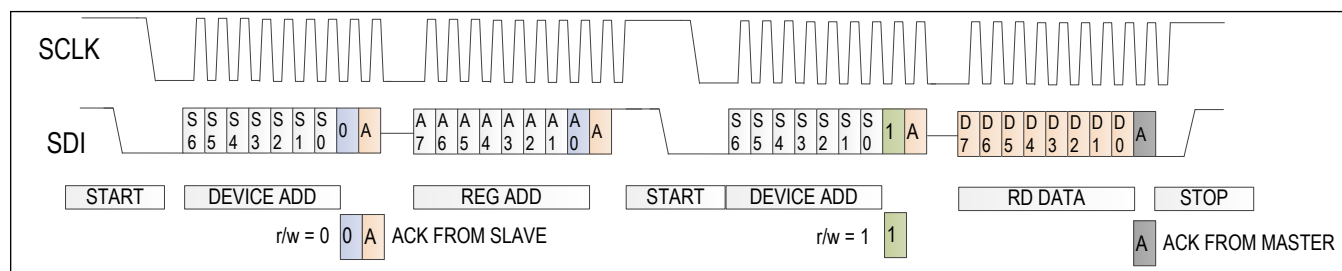 SCLK
SDI
S6 S5 S4 S3 S2 S1 S0 0 A A7 A6 A5 A4 A3 A2 A1 A0 A S6 S5 S4 S3 S2 S1 S0 1 A D7 D6 D5 D4 D3 D2 D1 D0 A
START DEVICE ADD REG ADD START DEVICE ADD RD DATA STOP
r/w = 0 0 A ACK FROM SLAVE r/w = 1 1 A ACK FROM MASTER